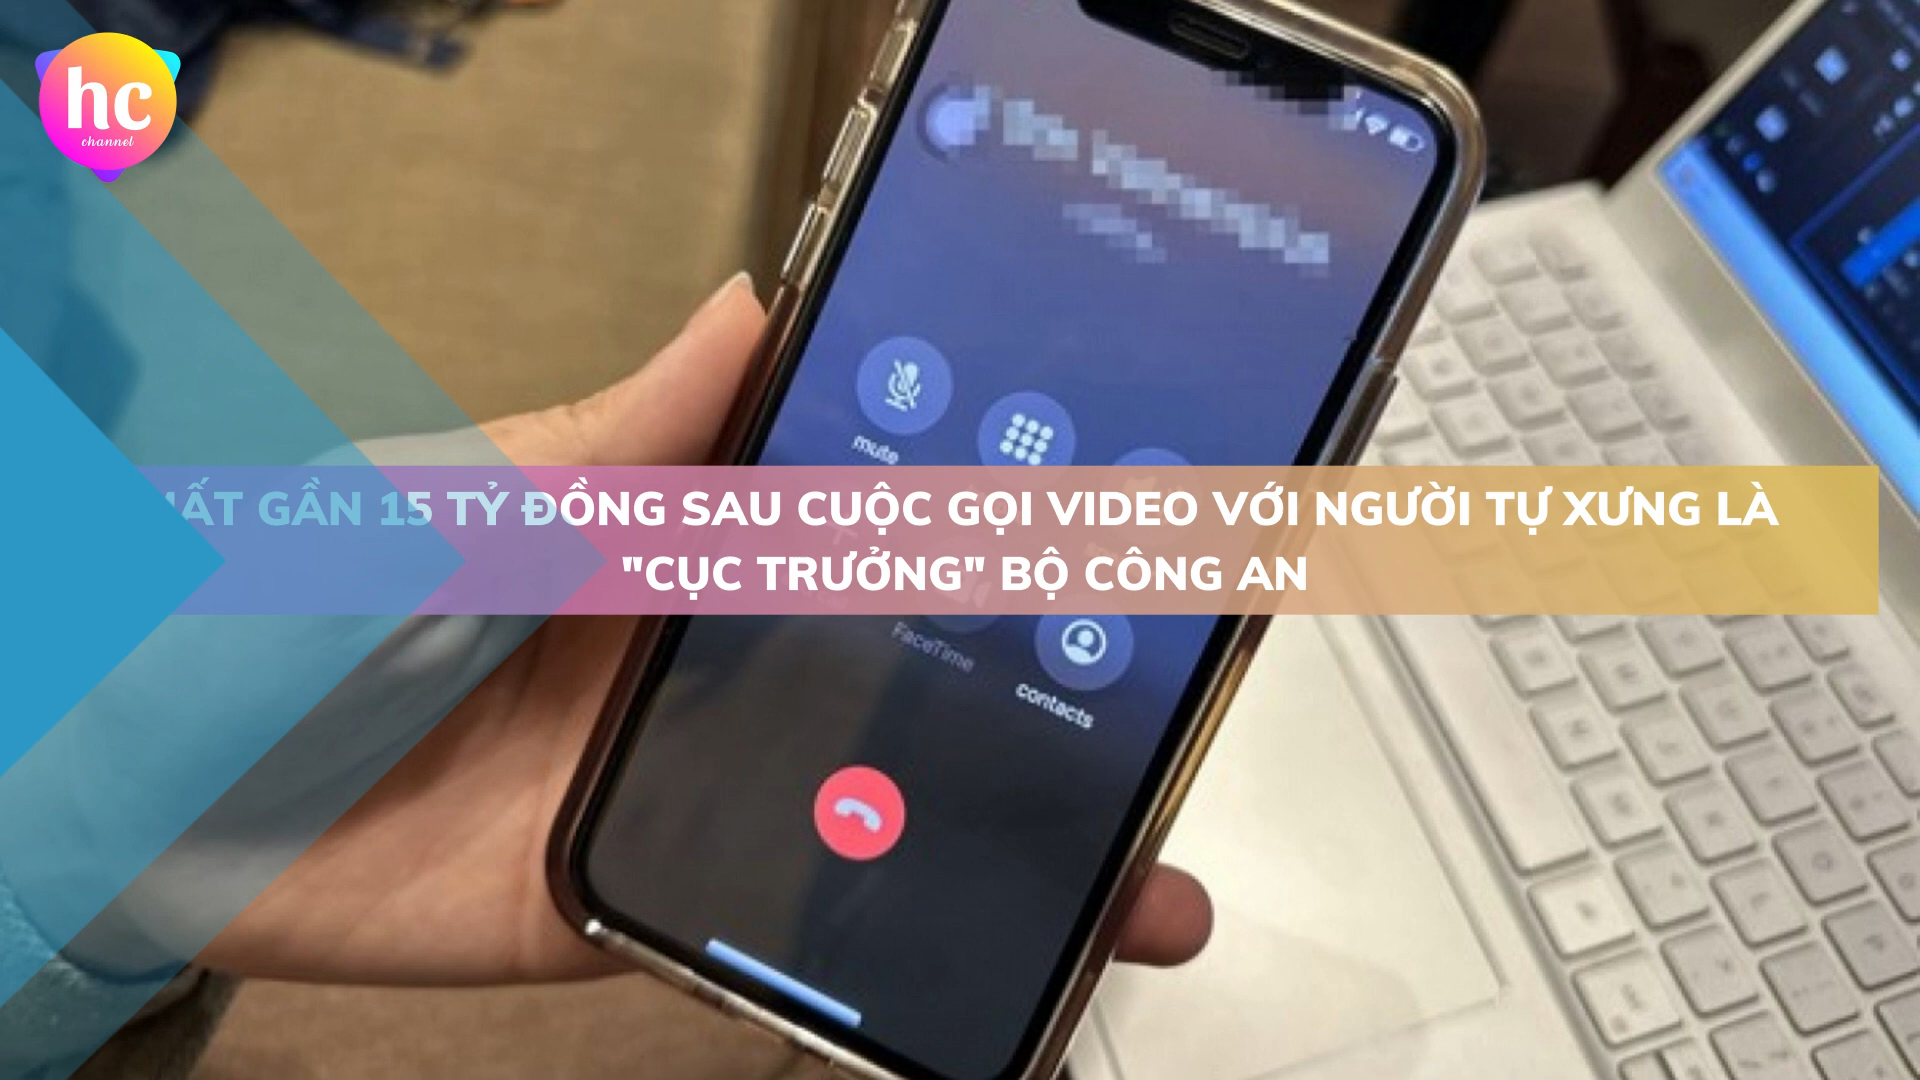 hc
channel
mute
MẤT GẦN 15 TỶ ĐỒNG SAU CUỘC GỌI VIDEO VỚI NGƯỜI TỰ XƯNG LÀ
"CỤC TRƯỞNG" BỘ CÔNG AN
FaceTime
contacts